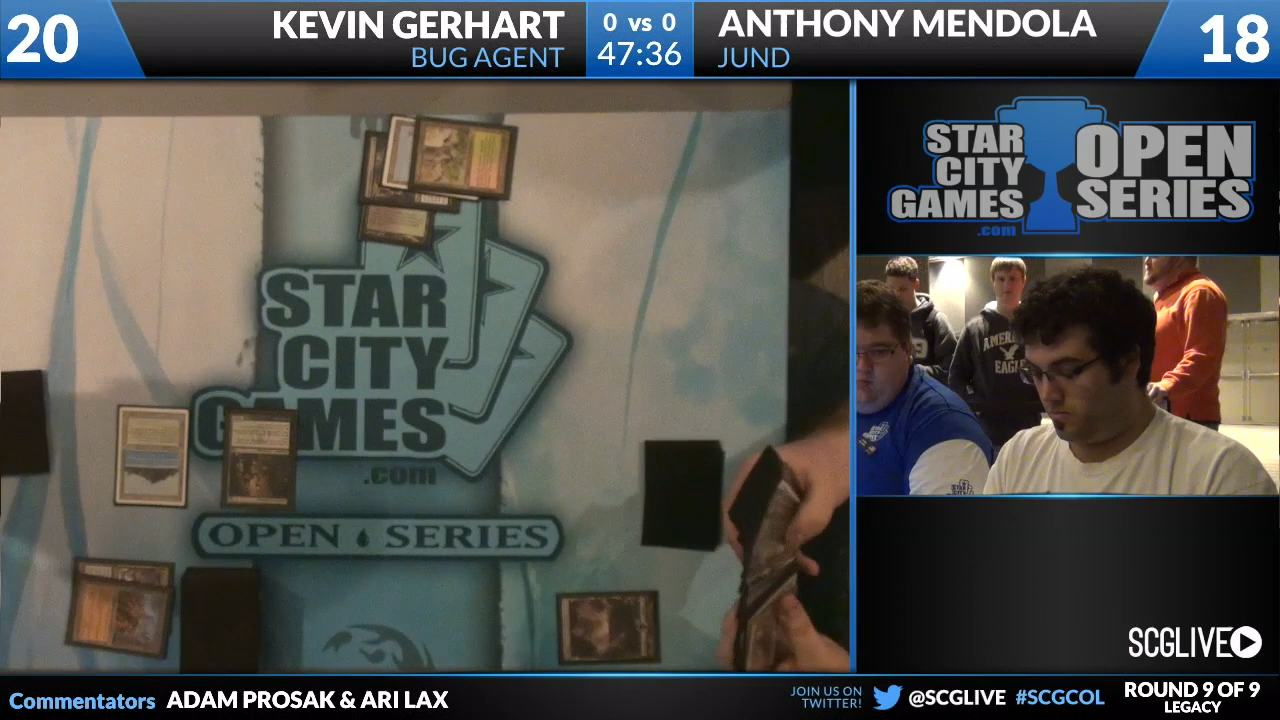 20
KEVIN GERHART
BUG AGENT
0 vs 0
47:36
ANTHONY MENDOLA
JUND
18
STAR
CITY
GAMES
.com
OPEN SERIES
STAR
CITY
GAMES
.com
OPEN
SERIES
AMERI
EAGLE
SCGLIVE
Commentators ADAM PROSAK & ARI LAX
JOIN US ON
TWITTER!
@SCGLIVE #SCGCOL
ROUND 9 OF 9
LEGACY